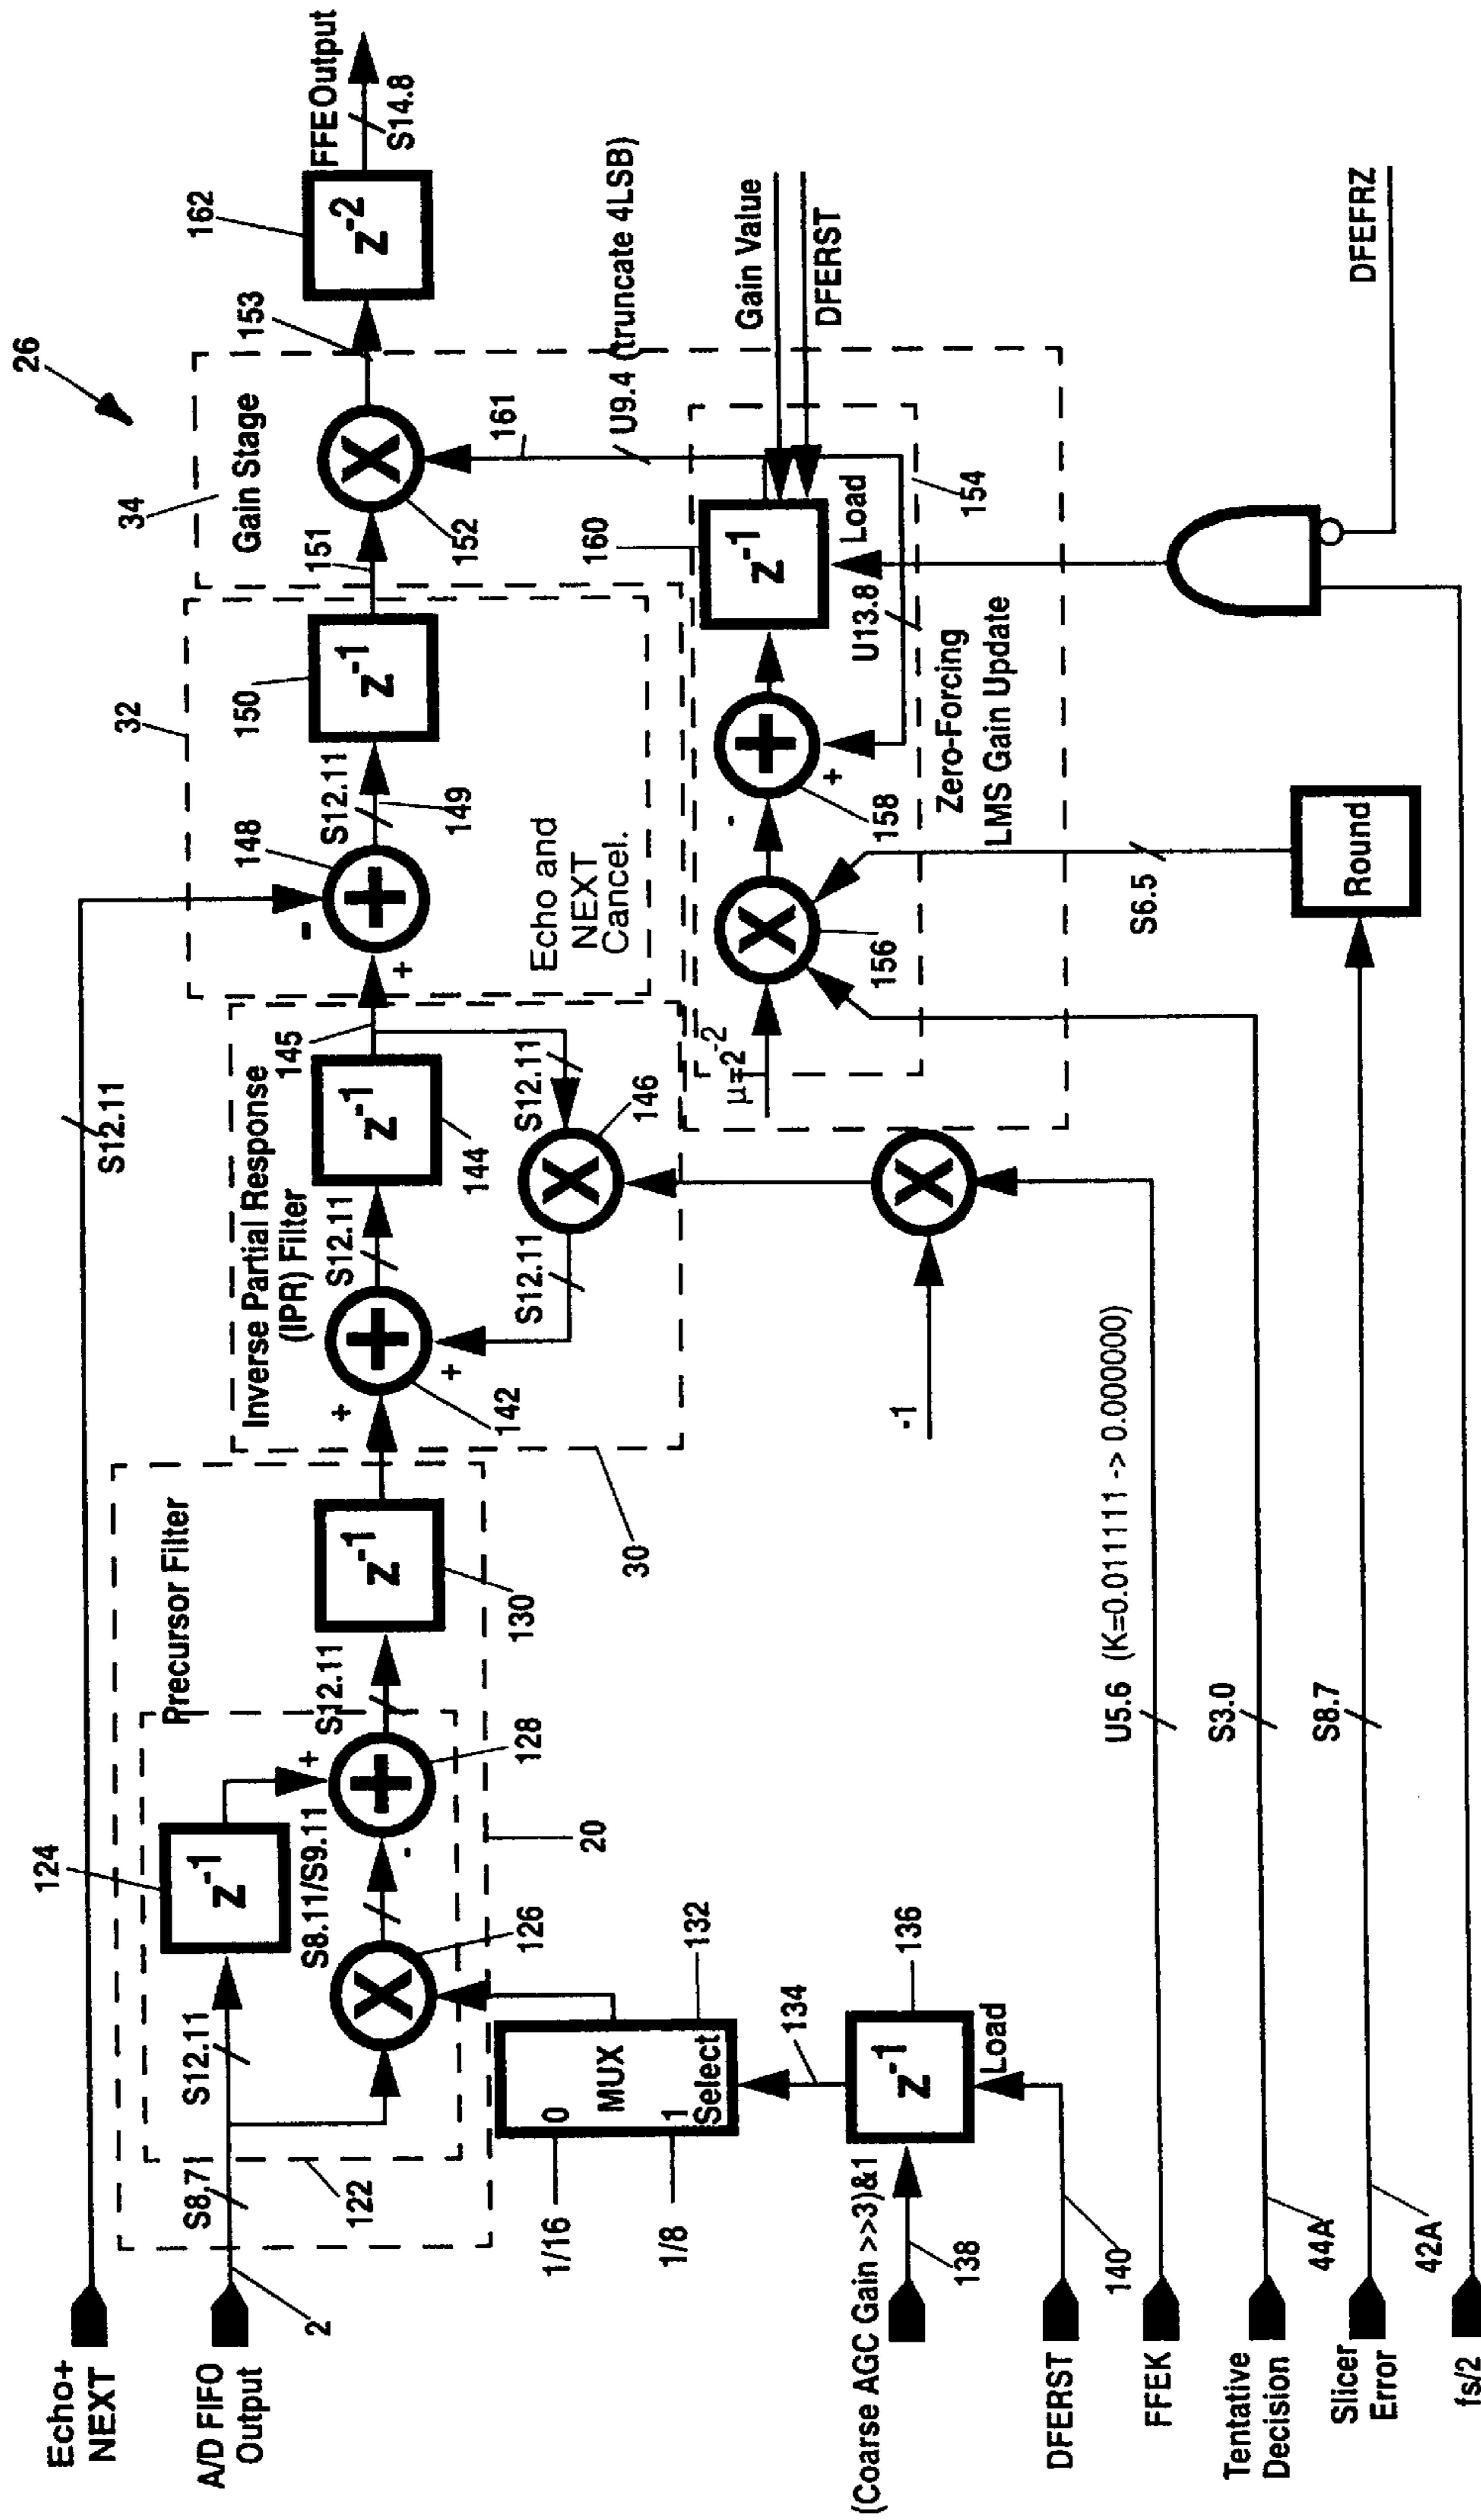 26
Echo+
NEXT
S12.11
A/D FIFO
Output
2
S8.7
S12.11
122
124
z-1
126
S8.11/S9.11
128
+
-
S12.11
Precursor Filter
130
z-1
20
1/16
1/8
0
1
MUX
Select
132
134
136
z-1
Load
(Coarse AGC Gain >>3)&1
138
DFERST
140
FFEK
U5.6 (K=0.01111 -> 0.000000)
-1
Tentative
Decision
44A
S3.0
Slicer
Error
42A
S8.7
Round
S6.5
fs/2
DFEFRZ
Inverse Partial Response
(IPR) Filter
30
+
+
142
S12.11
z-1
144
145
S12.11
146
S12.11
32
148
-
+
S12.11
149
150
z-1
Echo and
NEXT
Cancel.
34
Gain Stage
151
152
153
161
U9.4 (truncate 4LSB)
162
z-2
FFE Output
S14.8
µ=2-2
156
-
+
158
U13.8
160
z-1
Load
154
Zero-Forcing
LMS Gain Update
Gain Value
DFERST